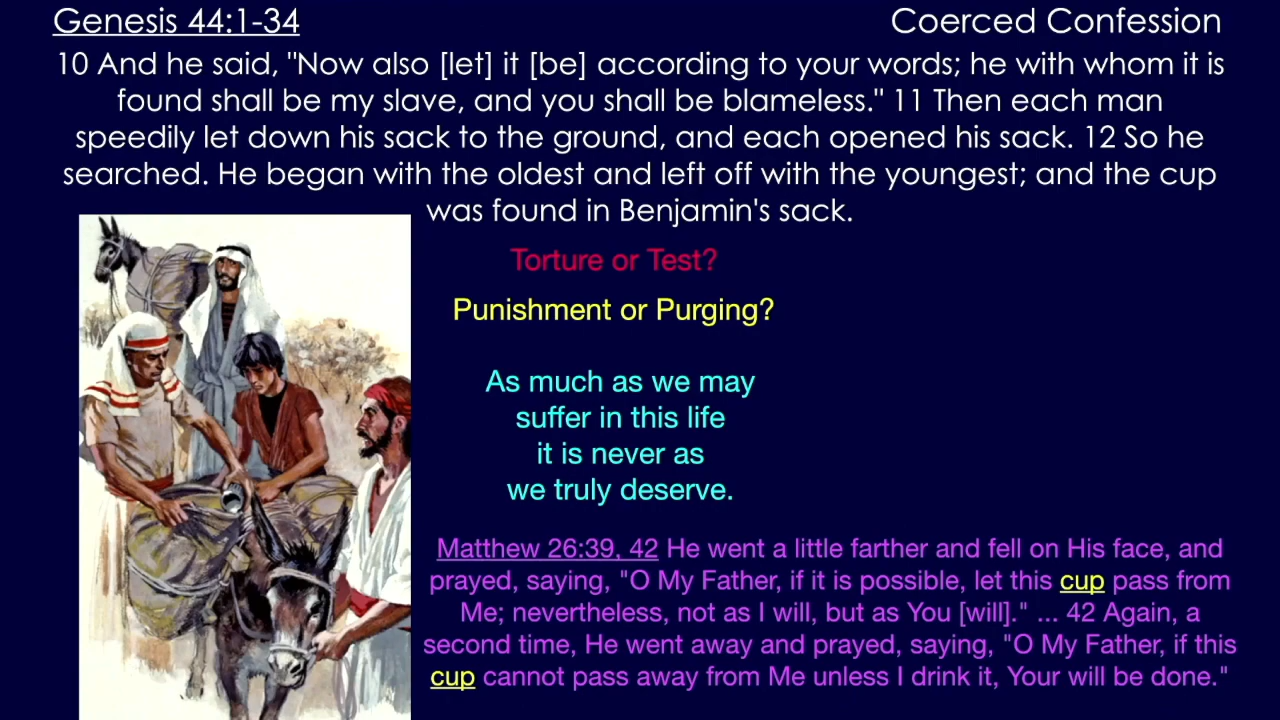 Genesis 44:1-34
Coerced Confession
10 And he said, "Now also [let] it [be] according to your words; he with whom it is
found shall be my slave, and you shall be blameless." 11 Then each man
speedily let down his sack to the ground, and each opened his sack. 12 So he
searched. He began with the oldest and left off with the youngest; and the cup
was found in Benjamin's sack.
Torture or Test?
Punishment or Purging?
As much as we may
suffer in this life
it is never as
we truly deserve.
Matthew 26:39, 42 He went a little farther and fell on His face, and
prayed, saying, "O My Father, if it is possible, let this cup pass from
Me; nevertheless, not as I will, but as You [will]." ... 42 Again, a
second time, He went away and prayed, saying, "O My Father, if this
cup cannot pass away from Me unless I drink it, Your will be done."